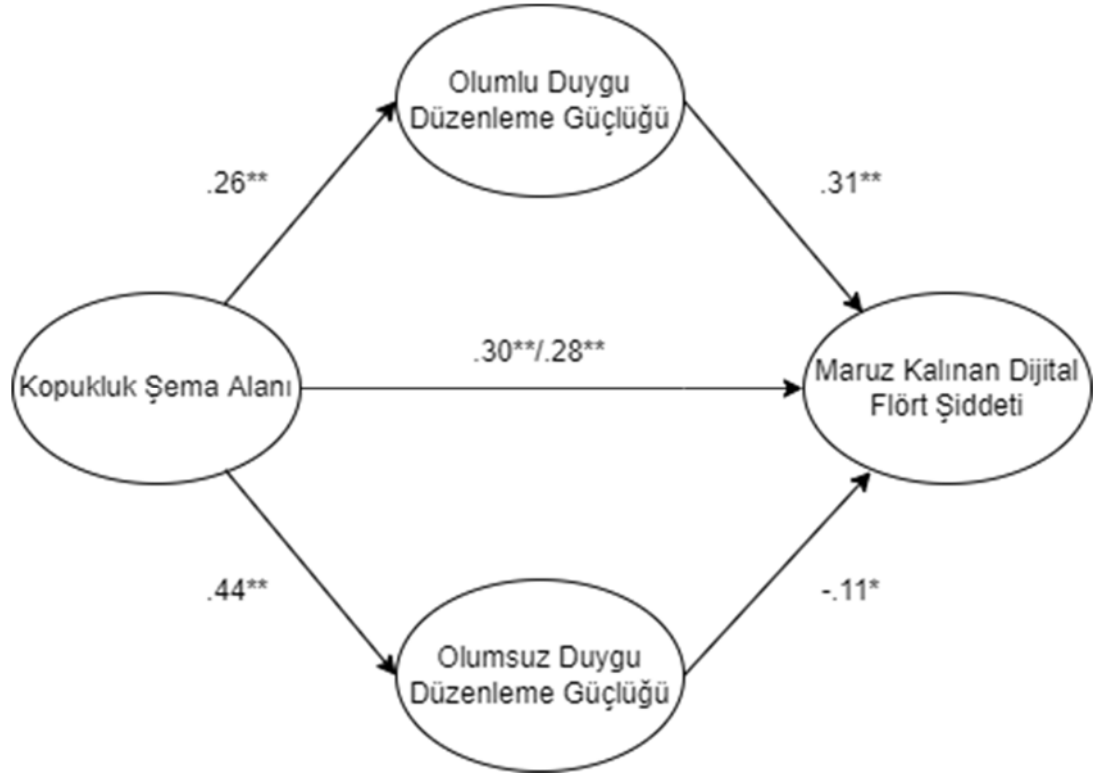 Olumlu Duygu
Düzenleme Güçlüğü
.26**
.31**
Kopukluk Şema Alanı
.30**/.28**
Maruz Kalınan Dijital
Flört Şiddeti
.44**
-.11*
Olumsuz Duygu
Düzenleme Güçlüğü